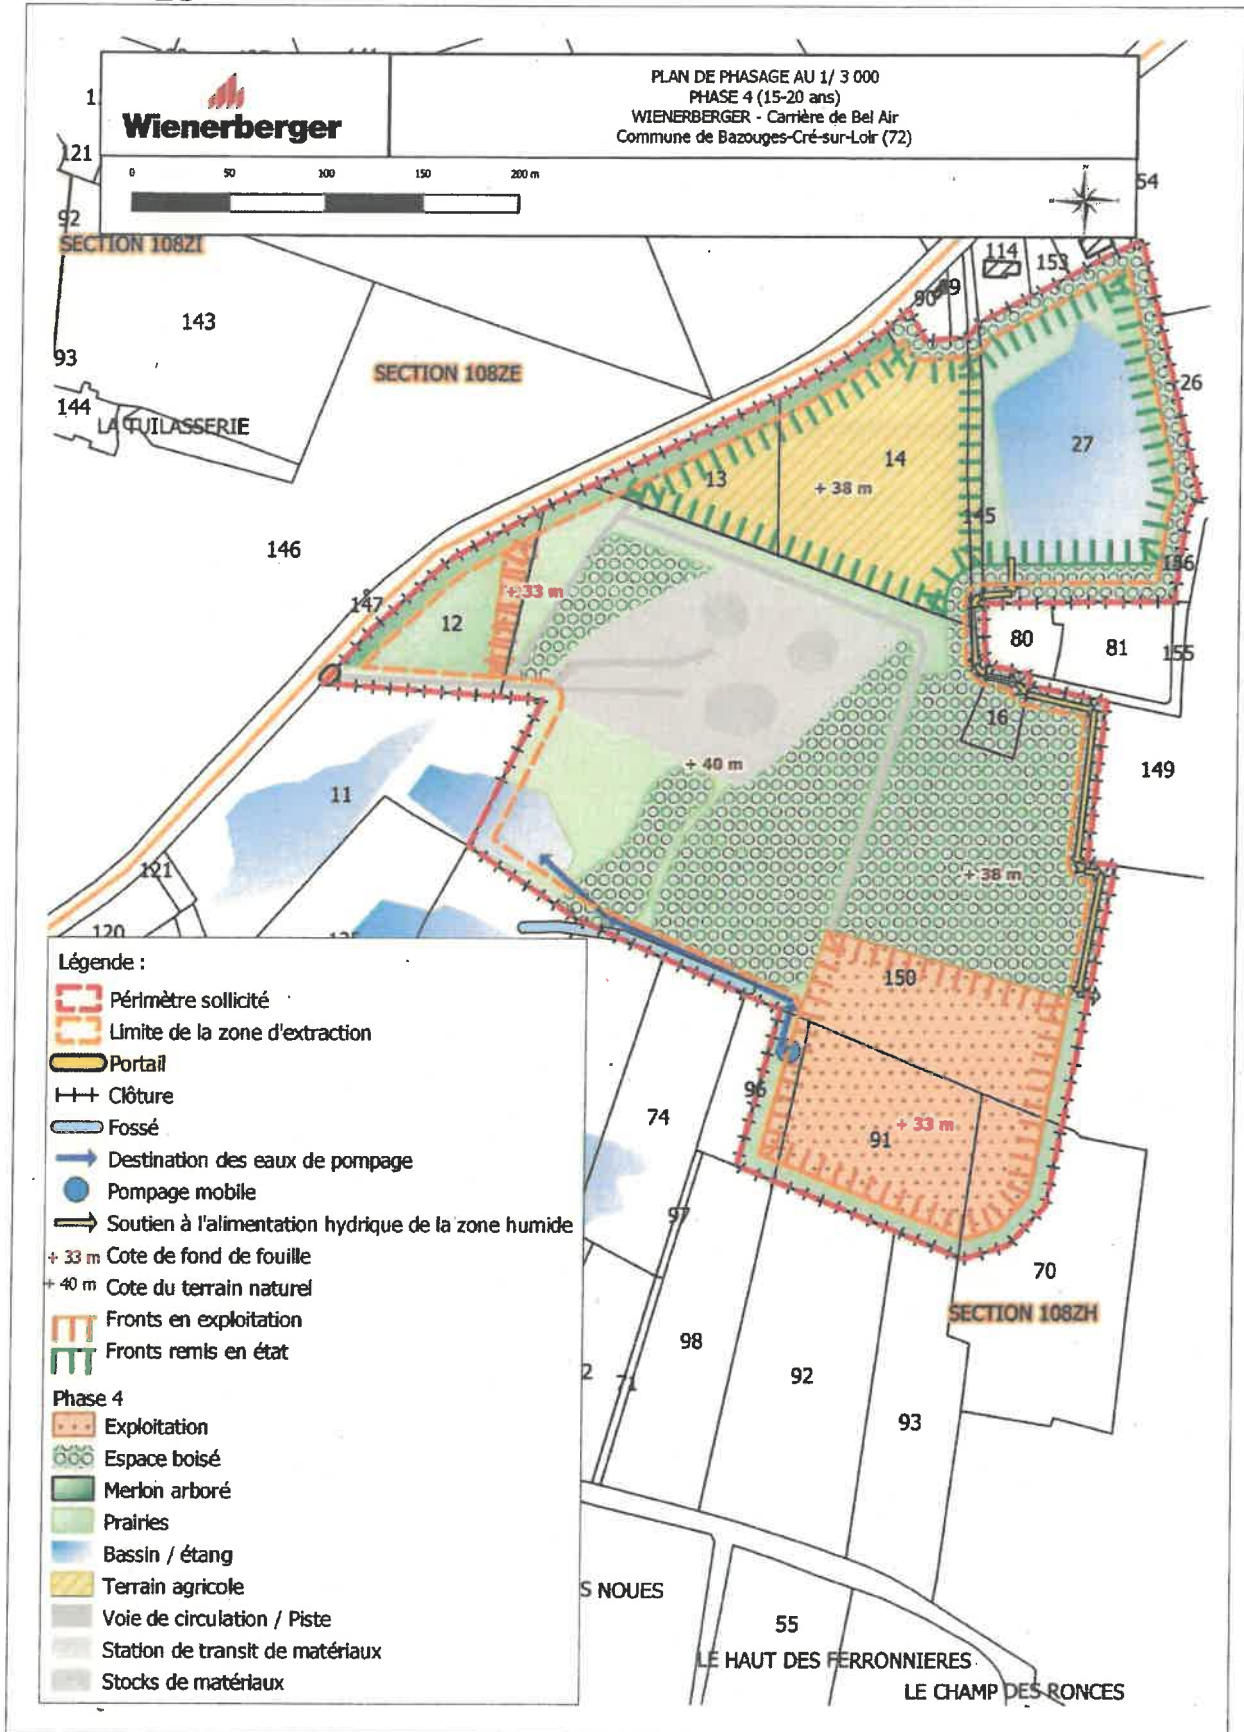 Wienerberger
PLAN DE PHASAGE AU 1/ 3 000
PHASE 4 (15-20 ans)
WIENERBERGER - Carrière de Bel Air
Commune de Bazouges-Cré-sur-Loir (72)
0 50 100 150 200 m
N
121
54
92
SECTION 108ZI
114
153
90
143
93
SECTION 108ZE
26
144
LA TUILASSERIE
27
14
13
+ 38 m
146
145
156
+ 33 m
147
12
80
81
155
16
+ 40 m
149
11
121
+ 38 m
120
150
96
74
91
+ 33 m
97
70
SECTION 108ZH
98
92
71
93
S NOUES
55
LE HAUT DES FERRONNIERES
LE CHAMP DES RONCES
Légende :
Périmètre sollicité
Limite de la zone d'extraction
Portail
Clôture
Fossé
Destination des eaux de pompage
Pompage mobile
Soutien à l'alimentation hydrique de la zone humide
+ 33 m Cote de fond de fouille
+ 40 m Cote du terrain naturel
Fronts en exploitation
Fronts remis en état
Phase 4
Exploitation
Espace boisé
Merlon arboré
Prairies
Bassin / étang
Terrain agricole
Voie de circulation / Piste
Station de transit de matériaux
Stocks de matériaux